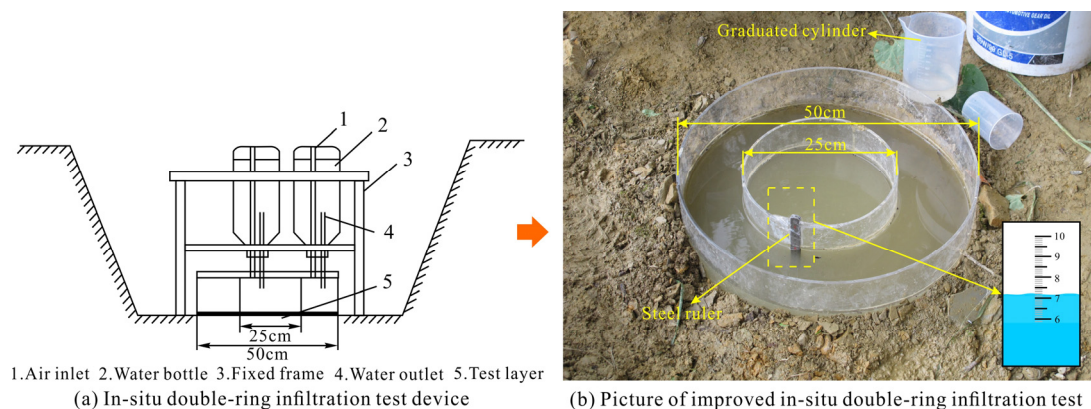 1
2
3
4
5
25cm
50cm
1.Air inlet 2.Water bottle 3.Fixed frame 4.Water outlet 5.Test layer
(a) In-situ double-ring infiltration test device
Graduated cylinder
50cm
25cm
Steel ruler
10
9
8
7
6
(b) Picture of improved in-situ double-ring infiltration test